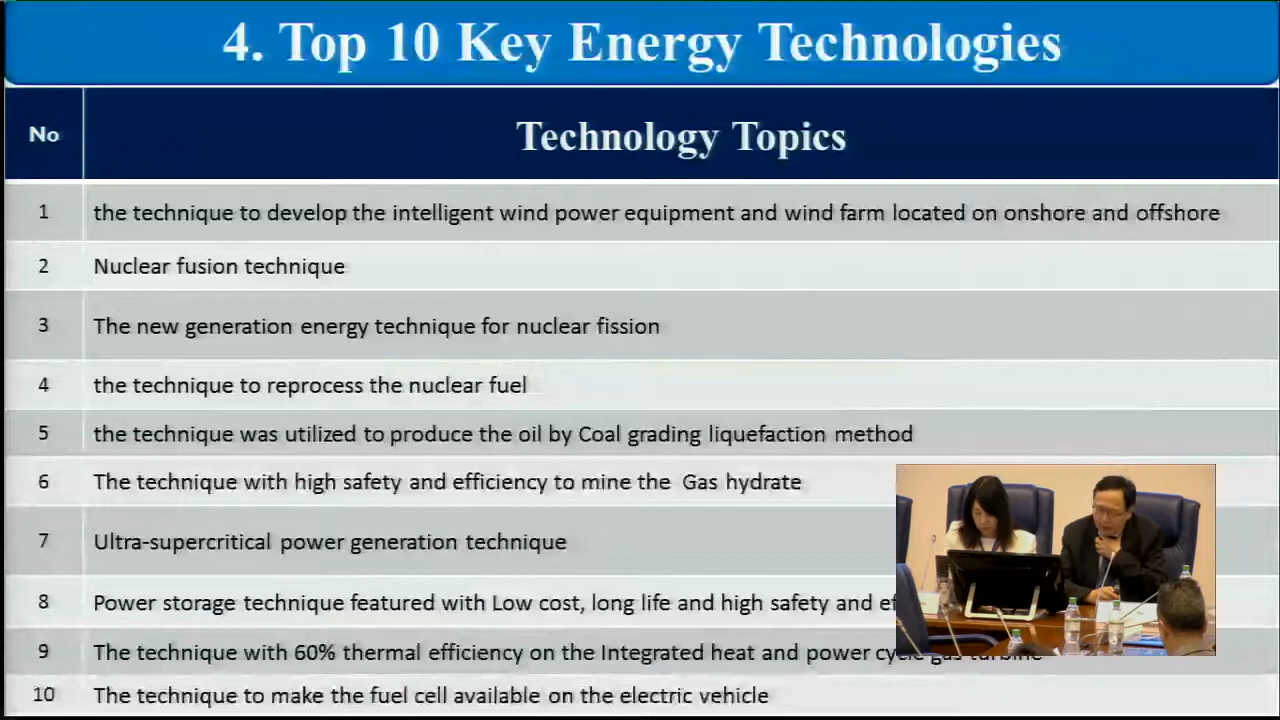 4. Top 10 Key Energy Technologies
No Technology Topics
1 the technique to develop the intelligent wind power equipment and wind farm located on onshore and offshore
2 Nuclear fusion technique
3 The new generation energy technique for nuclear fission
4 the technique to reprocess the nuclear fuel
5 the technique was utilized to produce the oil by Coal grading liquefaction method
6 The technique with high safety and efficiency to mine the Gas hydrate
7 Ultra-supercritical power generation technique
8 Power storage technique featured with Low cost, long life and high safety and
9 The technique with 60% thermal efficiency on the Integrated heat and power cycle gas turbine
10 The technique to make the fuel cell available on the electric vehicle